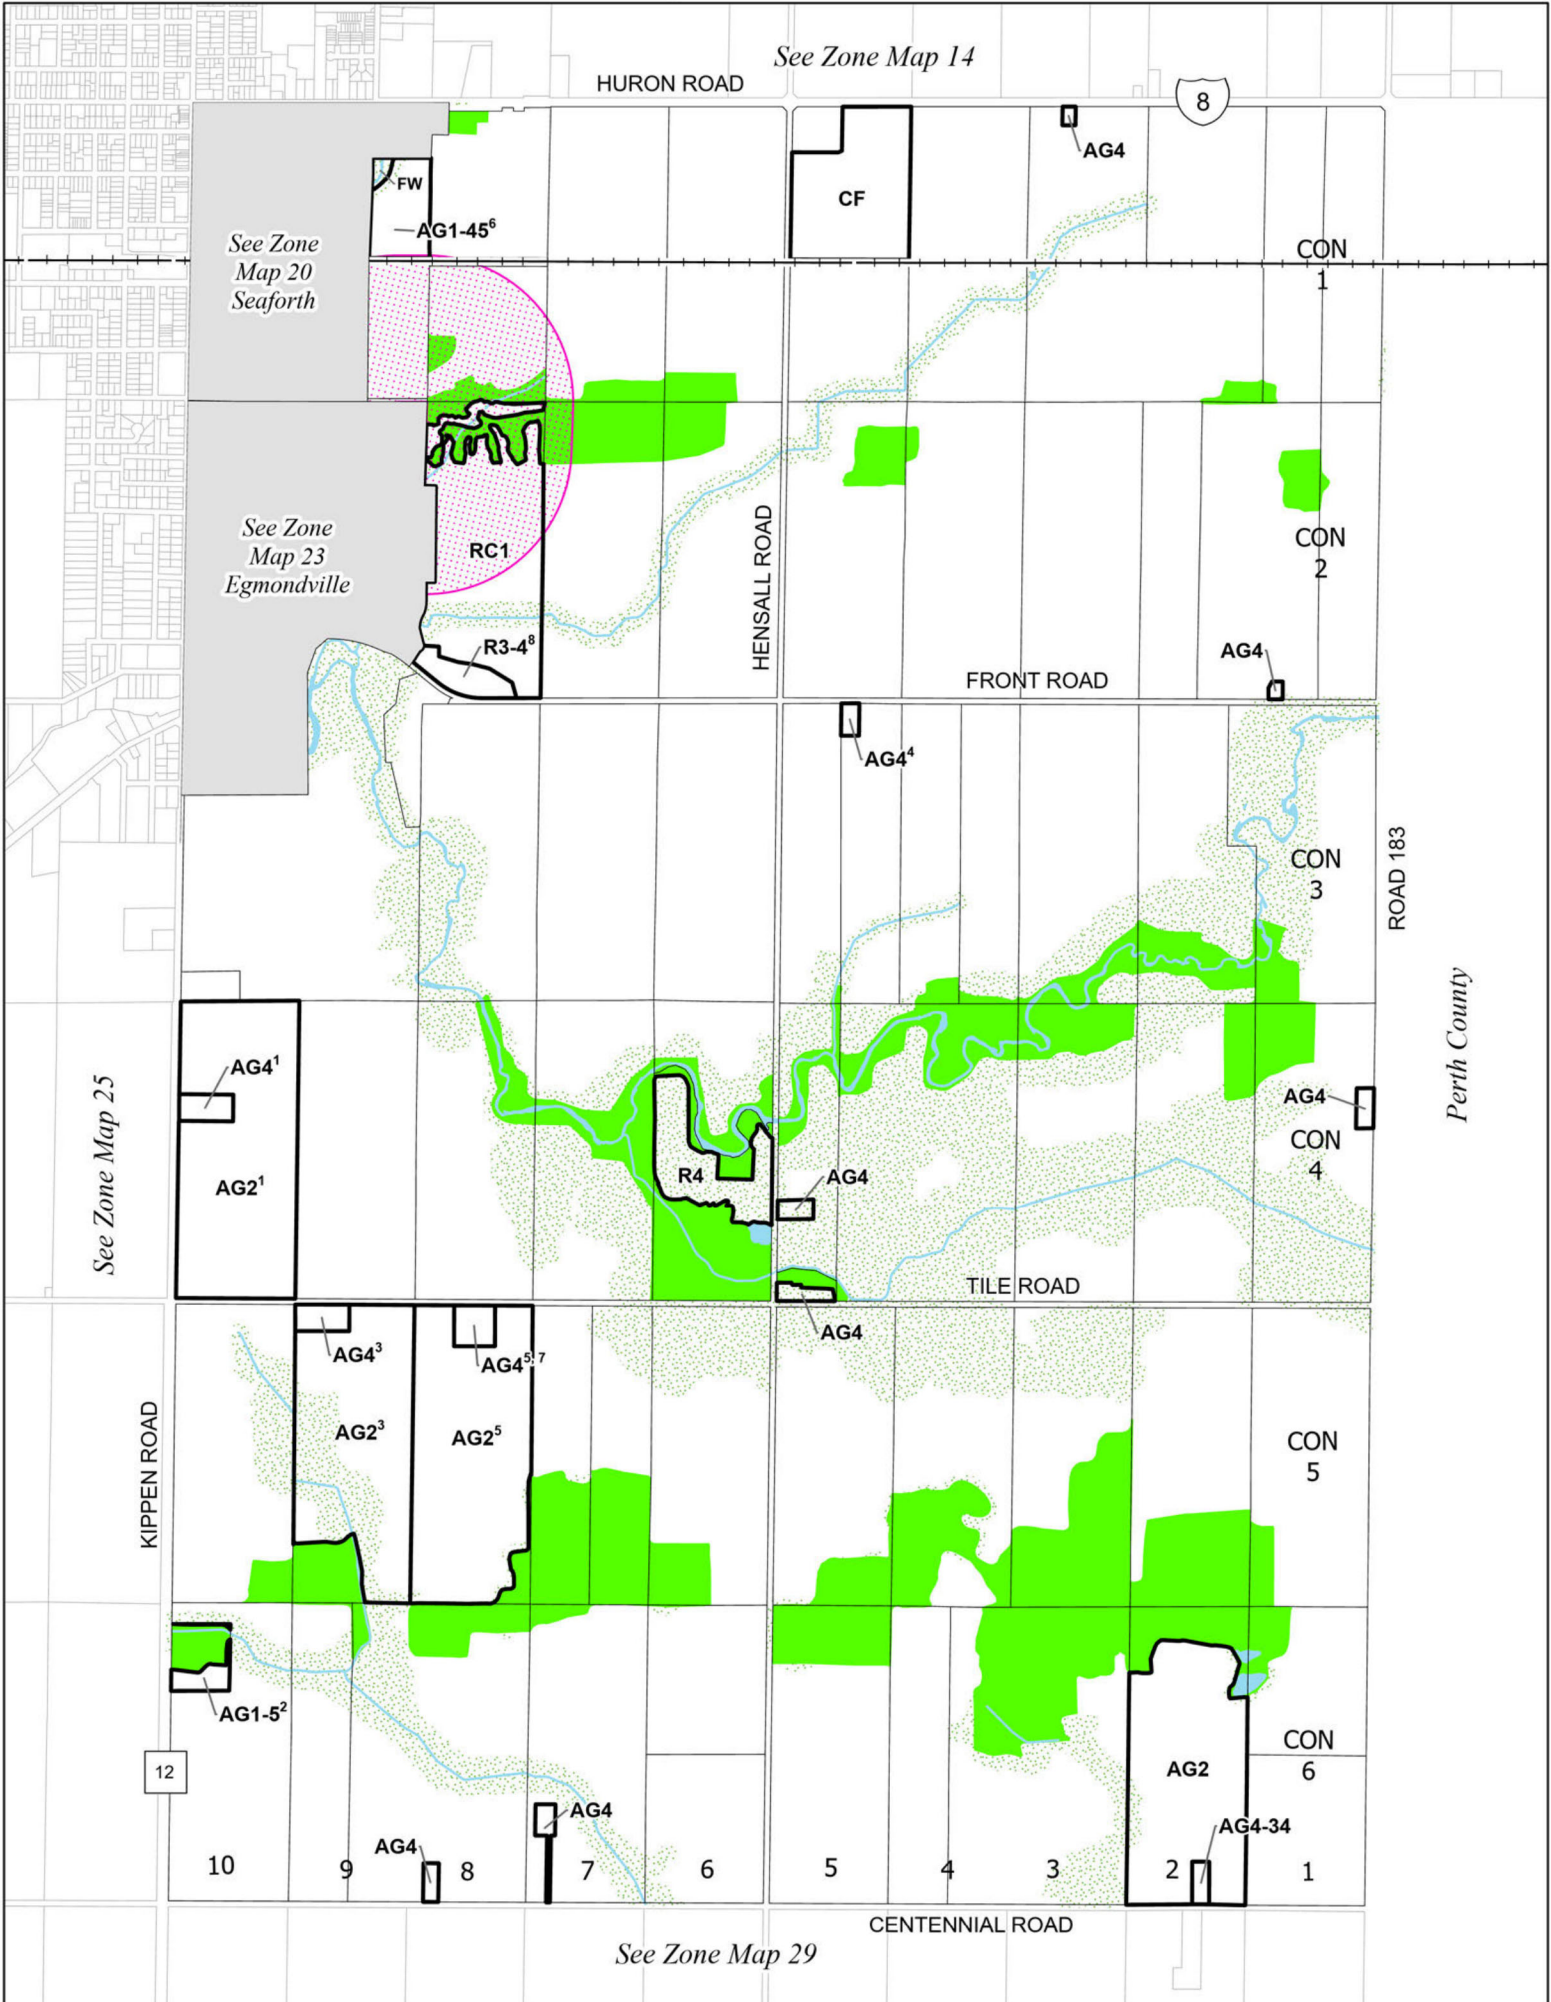 See Zone Map 14
HURON ROAD
8
AG4
FW
CF
AG1-45⁶
See Zone
Map 20
Seaforth
CON
1
See Zone
Map 23
Egmondville
HENSALL ROAD
CON
2
RC1
R3-4⁸
AG4
FRONT ROAD
AG4⁴
CON
3
ROAD 183
Perth County
See Zone Map 25
AG4¹
AG2¹
AG4
CON
4
R4
AG4
TILE ROAD
AG4
AG4³
AG4⁵·⁷
KIPPEN ROAD
AG2³
AG2⁵
CON
5
AG1-5²
12
CON
6
AG2
AG4
AG4-34
AG4
10
9
8
7
6
5
4
3
2
1
CENTENNIAL ROAD
See Zone Map 29